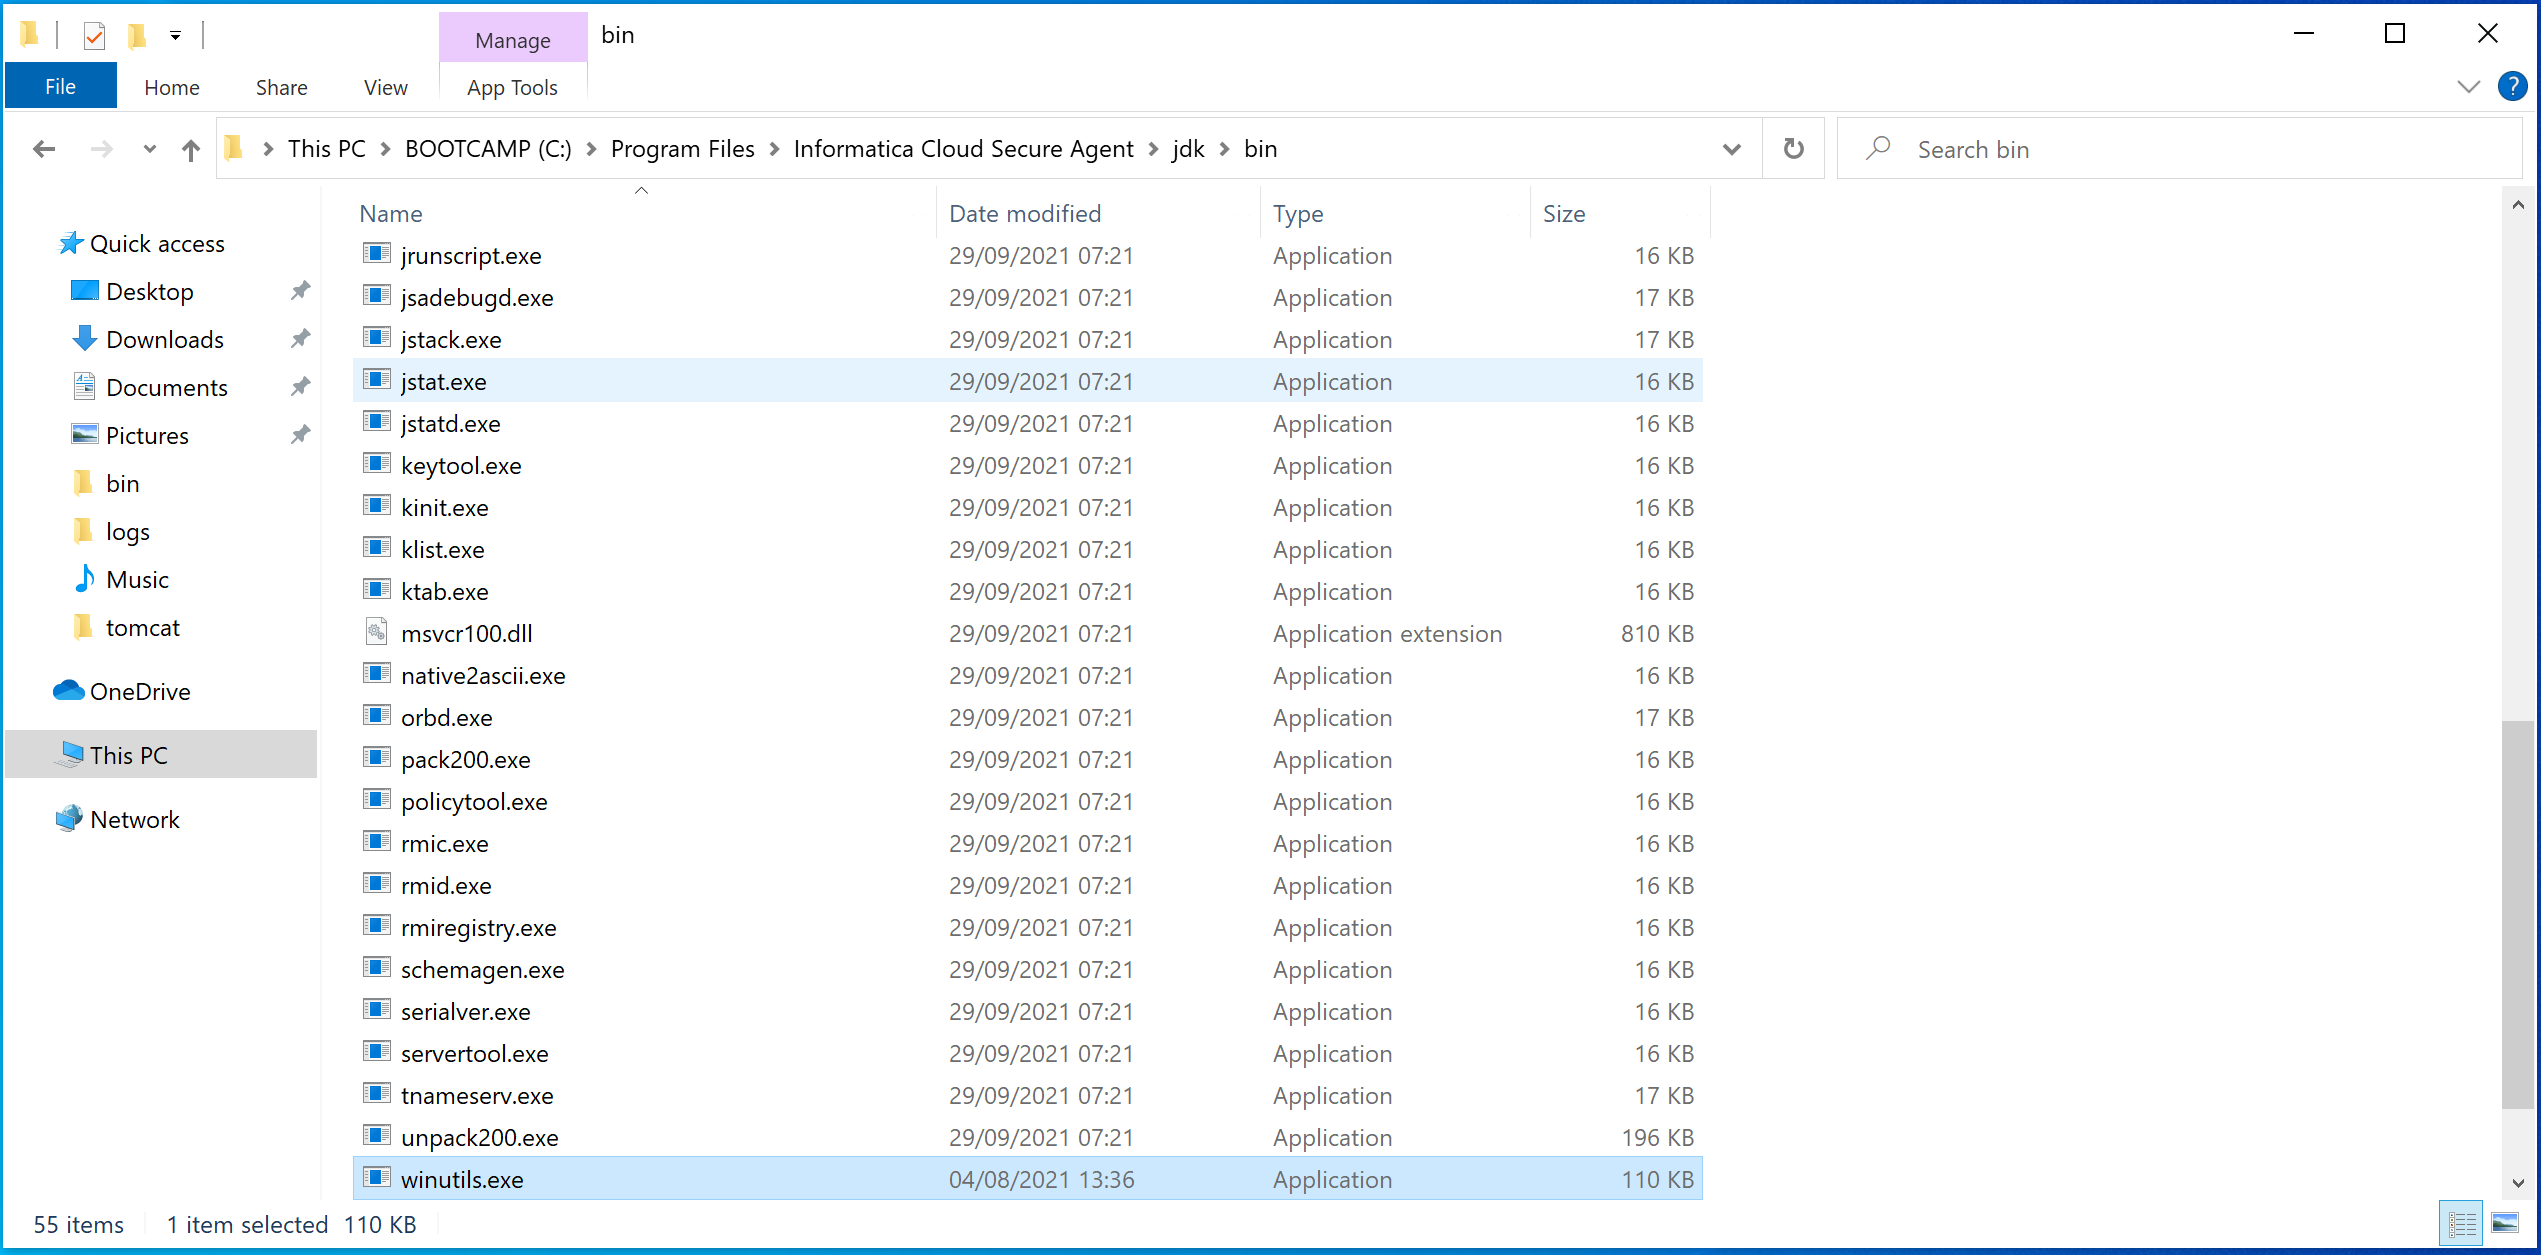 Manage bin
File Home Share View App Tools
This PC BOOTCAMP (C:) Program Files Informatica Cloud Secure Agent jdk bin Search bin
Name Date modified Type Size
Quick access
Desktop
Downloads
Documents
Pictures
bin
logs
Music
tomcat
OneDrive
This PC
Network
jrunscript.exe 29/09/2021 07:21 Application 16 KB
jsadebugd.exe 29/09/2021 07:21 Application 17 KB
jstack.exe 29/09/2021 07:21 Application 17 KB
jstat.exe 29/09/2021 07:21 Application 16 KB
jstatd.exe 29/09/2021 07:21 Application 16 KB
keytool.exe 29/09/2021 07:21 Application 16 KB
kinit.exe 29/09/2021 07:21 Application 16 KB
klist.exe 29/09/2021 07:21 Application 16 KB
ktab.exe 29/09/2021 07:21 Application 16 KB
msvcr100.dll 29/09/2021 07:21 Application extension 810 KB
native2ascii.exe 29/09/2021 07:21 Application 16 KB
orbd.exe 29/09/2021 07:21 Application 17 KB
pack200.exe 29/09/2021 07:21 Application 16 KB
policytool.exe 29/09/2021 07:21 Application 16 KB
rmic.exe 29/09/2021 07:21 Application 16 KB
rmid.exe 29/09/2021 07:21 Application 16 KB
rmiregistry.exe 29/09/2021 07:21 Application 16 KB
schemagen.exe 29/09/2021 07:21 Application 16 KB
serialver.exe 29/09/2021 07:21 Application 16 KB
servertool.exe 29/09/2021 07:21 Application 16 KB
tnameserv.exe 29/09/2021 07:21 Application 17 KB
unpack200.exe 29/09/2021 07:21 Application 196 KB
winutils.exe 04/08/2021 13:36 Application 110 KB
55 items 1 item selected 110 KB